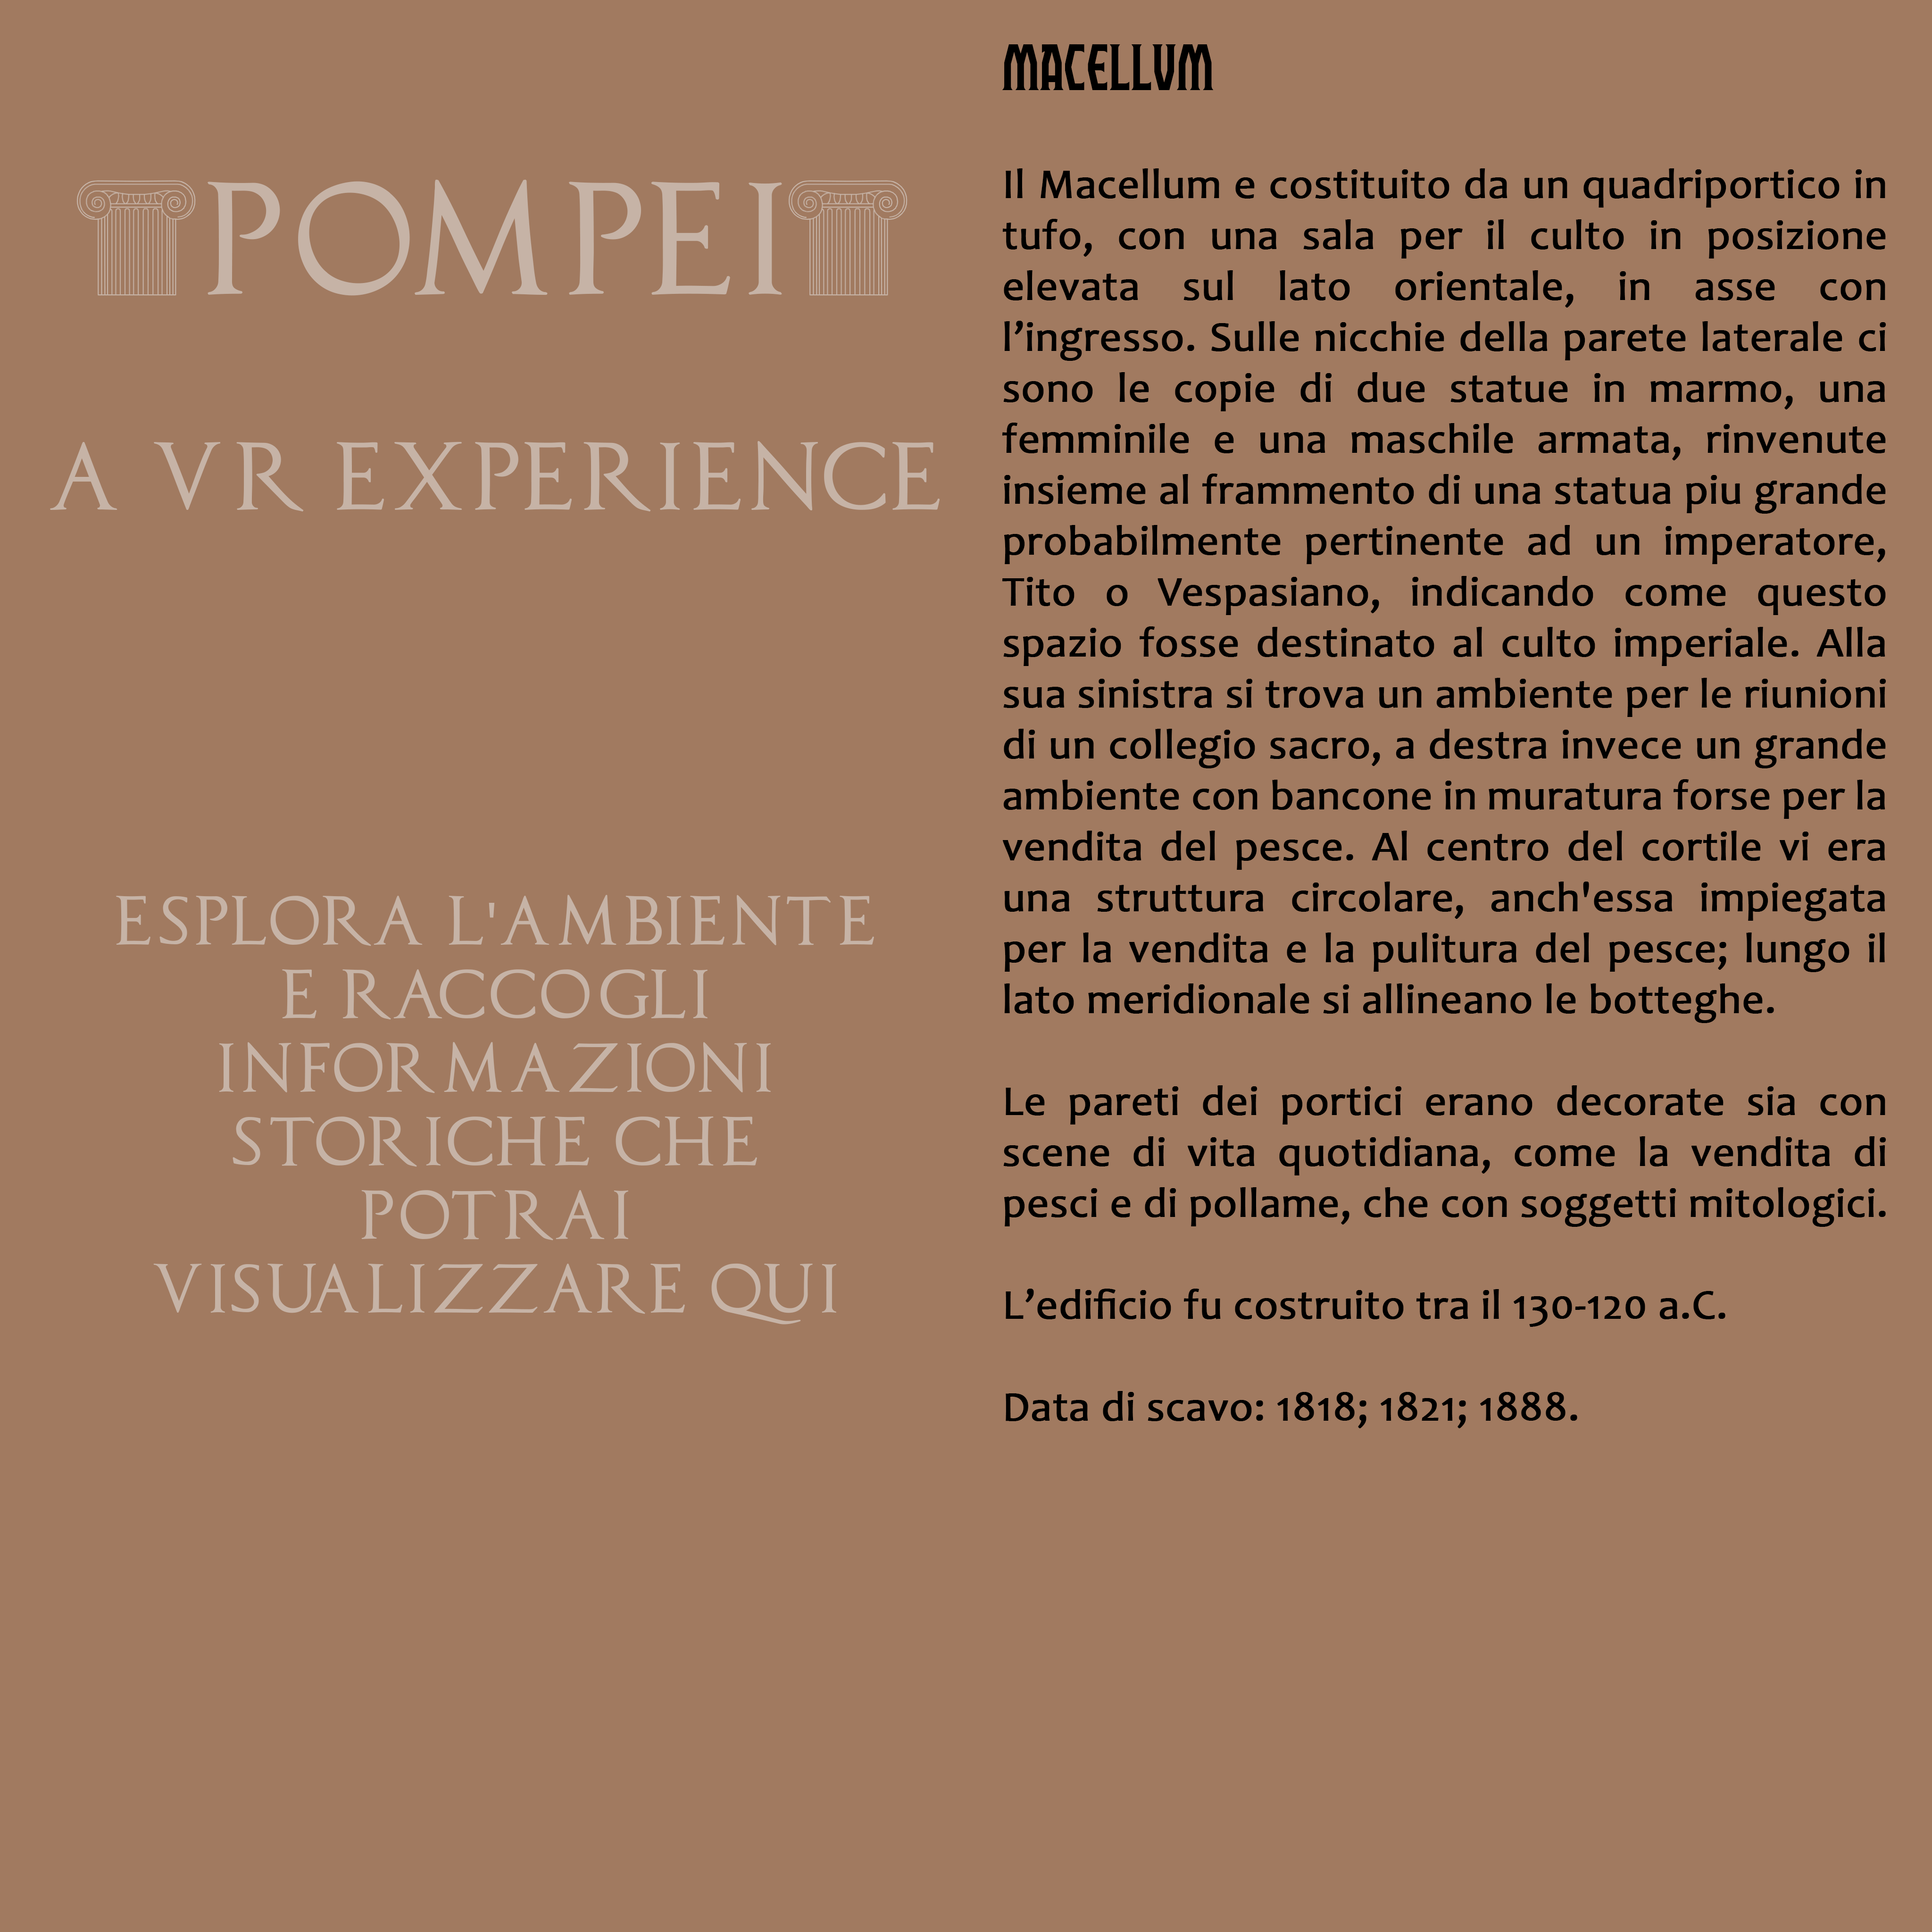 POMPEI
A VR EXPERIENCE
ESPLORA L'AMBIENTE
E RACCOGLI
INFORMAZIONI
STORICHE CHE
POTRAI
VISUALIZZARE QUI
MACELLVM
Il Macellum e costituito da un quadriportico in
tufo, con una sala per il culto in posizione
elevata sul lato orientale, in asse con
l’ingresso. Sulle nicchie della parete laterale ci
sono le copie di due statue in marmo, una
femminile e una maschile armata, rinvenute
insieme al frammento di una statua piu grande
probabilmente pertinente ad un imperatore,
Tito o Vespasiano, indicando come questo
spazio fosse destinato al culto imperiale. Alla
sua sinistra si trova un ambiente per le riunioni
di un collegio sacro, a destra invece un grande
ambiente con bancone in muratura forse per la
vendita del pesce. Al centro del cortile vi era
una struttura circolare, anch'essa impiegata
per la vendita e la pulitura del pesce; lungo il
lato meridionale si allineano le botteghe.
Le pareti dei portici erano decorate sia con
scene di vita quotidiana, come la vendita di
pesci e di pollame, che con soggetti mitologici.
L’edificio fu costruito tra il 130-120 a.C.
Data di scavo: 1818; 1821; 1888.